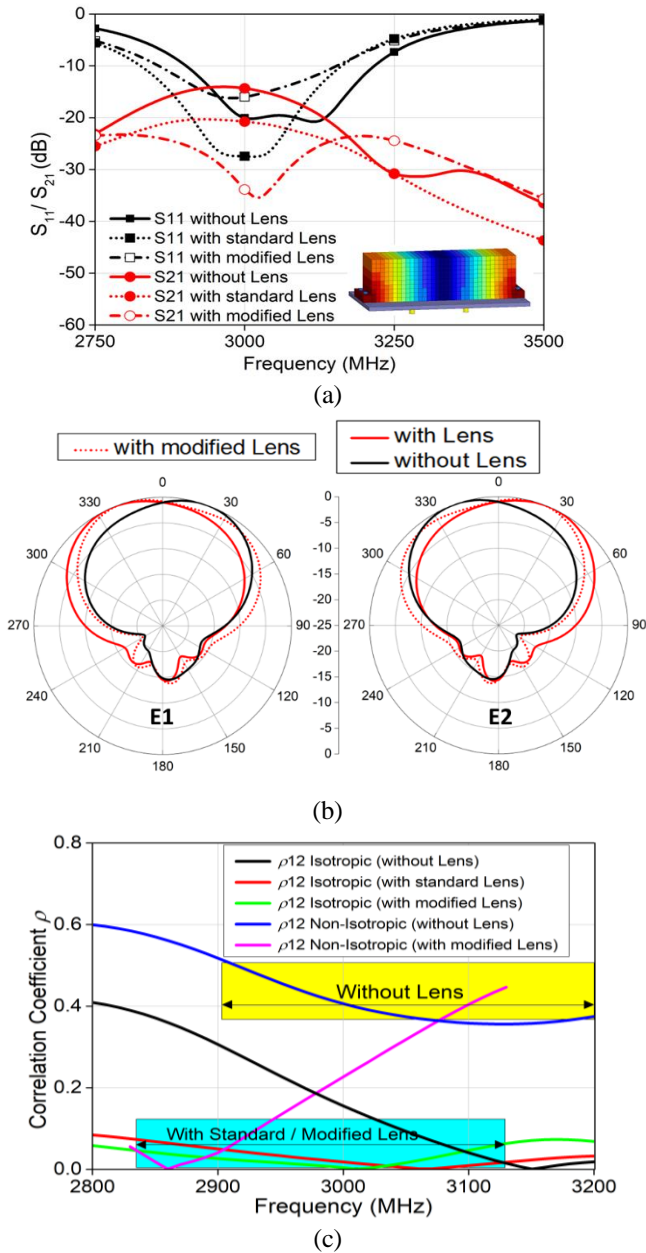 0
-10
-20
-30
-40
-50
-60
S11/ S21 (dB)
S11 without Lens
S11 with standard Lens
S11 with modified Lens
S21 without Lens
S21 with standard Lens
S21 with modified Lens
2750 3000 3250 3500
Frequency (MHz)
(a)
with modified Lens
with Lens
without Lens
0
30
60
90
120
150
180
210
240
270
300
330
E1
0
-5
-10
-15
-20
-25
-20
-15
-10
-5
0
0
30
60
90
120
150
180
210
240
270
300
330
E2
(b)
0.8
0.6
0.4
0.2
0.0
Correlation Coefficient ρ
ρ12 Isotropic (without Lens)
ρ12 Isotropic (with standard Lens)
ρ12 Isotropic (with modified Lens)
ρ12 Non-Isotropic (without Lens)
ρ12 Non-Isotropic (with modified Lens)
Without Lens
With Standard / Modified Lens
2800 2900 3000 3100 3200
Frequency (MHz)
(c)